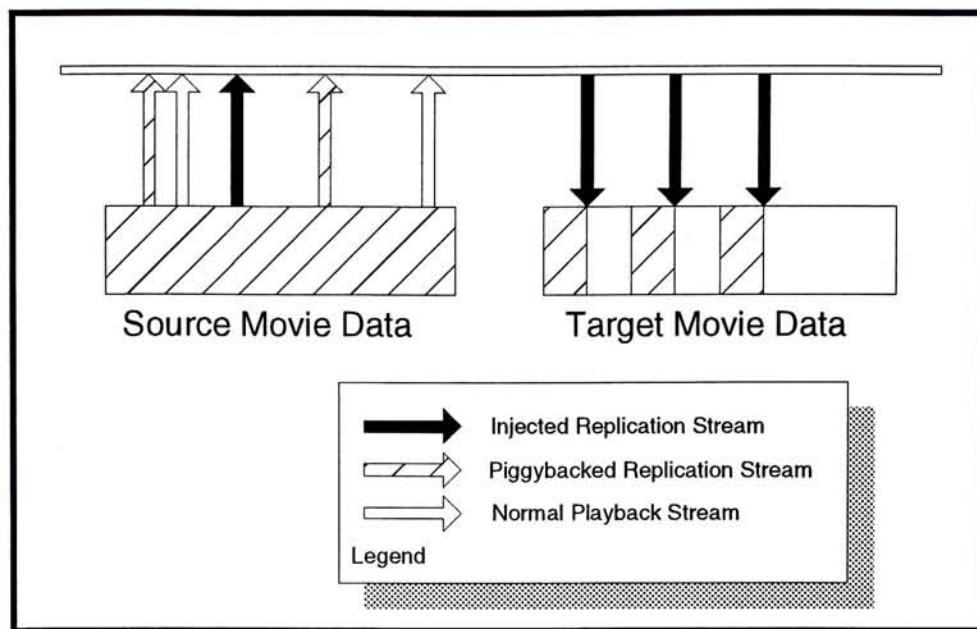 Source Movie Data
Target Movie Data
Injected Replication Stream
Piggybacked Replication Stream
Normal Playback Stream
Legend